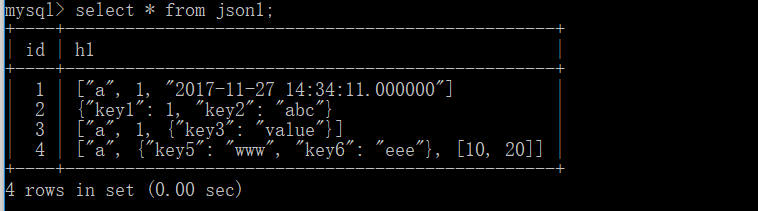 mysql> select * from json1;
+----+-------------------------------------------------+
| id | h1                                              |
+----+-------------------------------------------------+
|  1 | ["a", 1, "2017-11-27 14:34:11.000000"]          |
|  2 | {"key1": 1, "key2": "abc"}                      |
|  3 | ["a", 1, {"key3": "value"}]                     |
|  4 | ["a", {"key5": "www", "key6": "eee"}, [10, 20]] |
+----+-------------------------------------------------+
4 rows in set (0.00 sec)